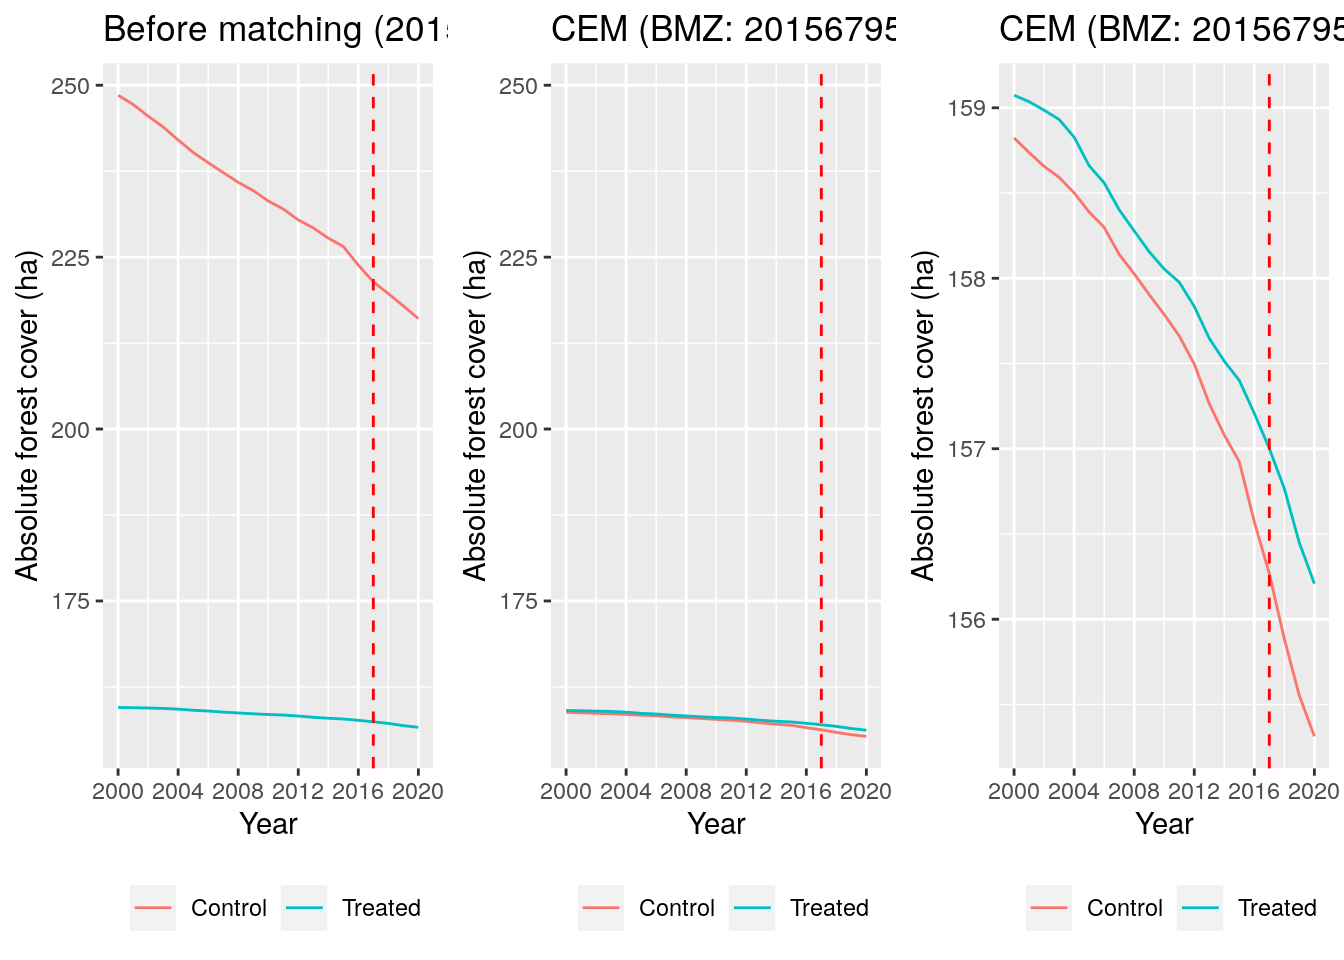 Before matching (201
CEM (BMZ: 20156795
CEM (BMZ: 20156795
Absolute forest cover (ha)
250
225
200
175
2000 2004 2008 2012 2016 2020
Year
Control Treated
Absolute forest cover (ha)
250
225
200
175
2000 2004 2008 2012 2016 2020
Year
Control Treated
Absolute forest cover (ha)
159
158
157
156
2000 2004 2008 2012 2016 2020
Year
Control Treated